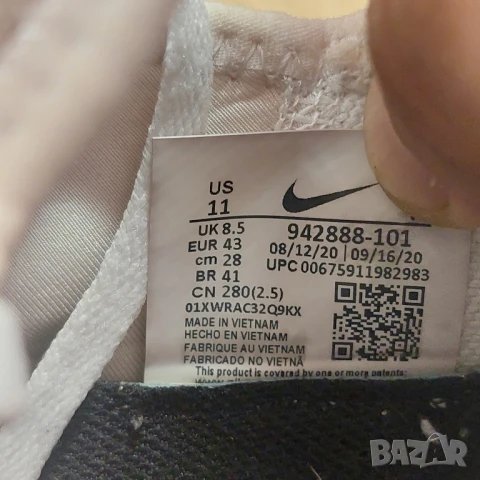 US
11
UK 8.5
EUR 43
cm 28
BR 41
CN 280(2.5)
942888-101
08/12/20 09/16/20
UPC 00675911982983
01XWRAC32Q9KX
MADE IN VIETNAM
HECHO EN VIETNAM
FABRIQUE AU VIETNAM
FABRICADO NO VIETNÃ
This product is covered by one or more patents:
BAZAR